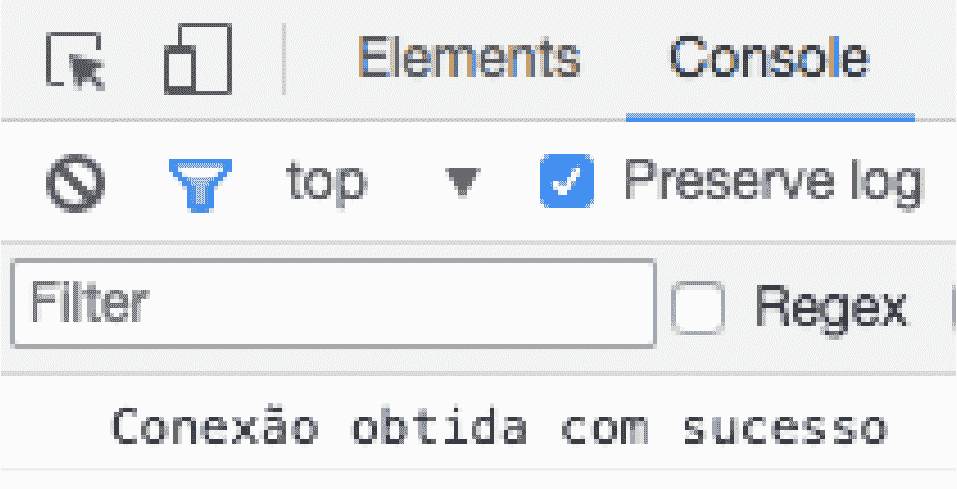 Elements Console
top Preserve log
Filter Regex
Conexão obtida com sucesso